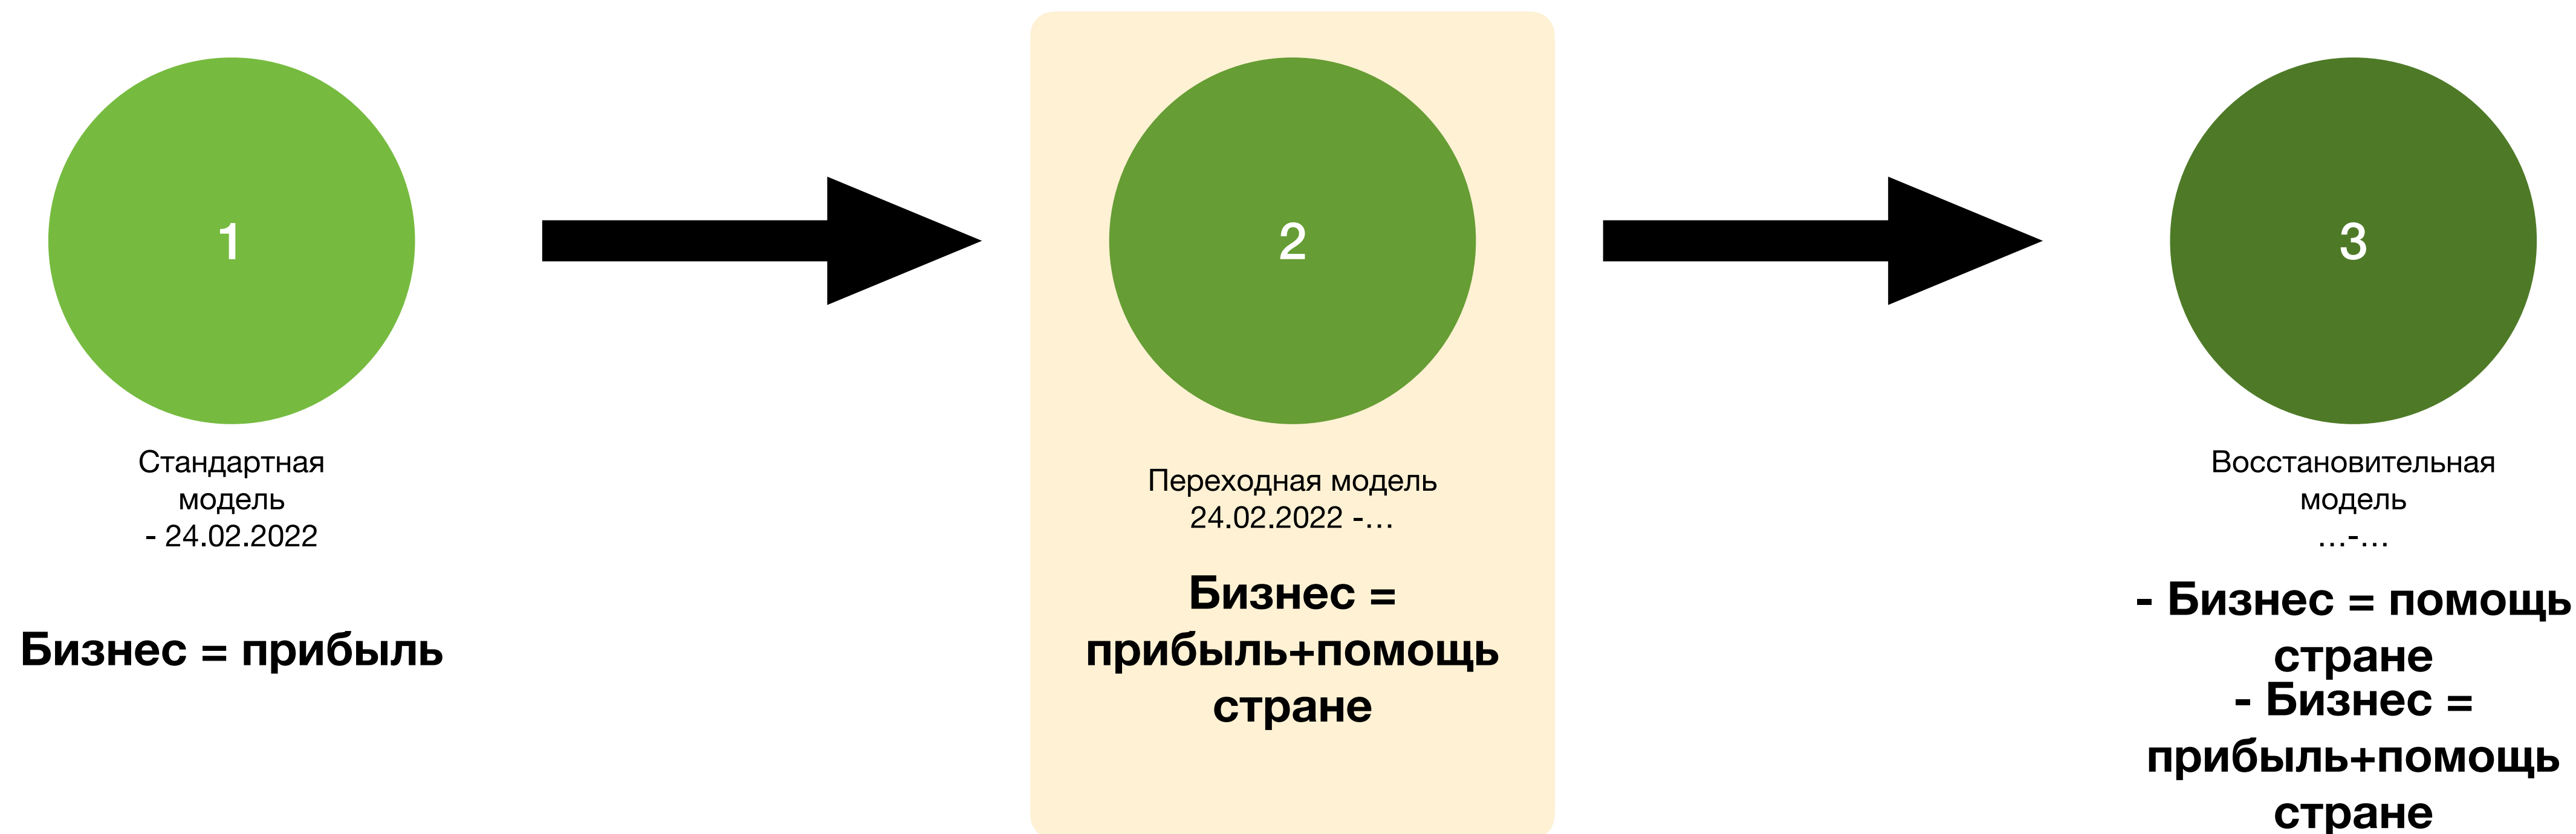 1
Стандартная
модель
- 24.02.2022
Бизнес = прибыль
2
Переходная модель
24.02.2022 -...
Бизнес =
прибыль+помощь
стране
3
Восстановительная
модель
...-...
- Бизнес = помощь
стране
- Бизнес =
прибыль+помощь
стране